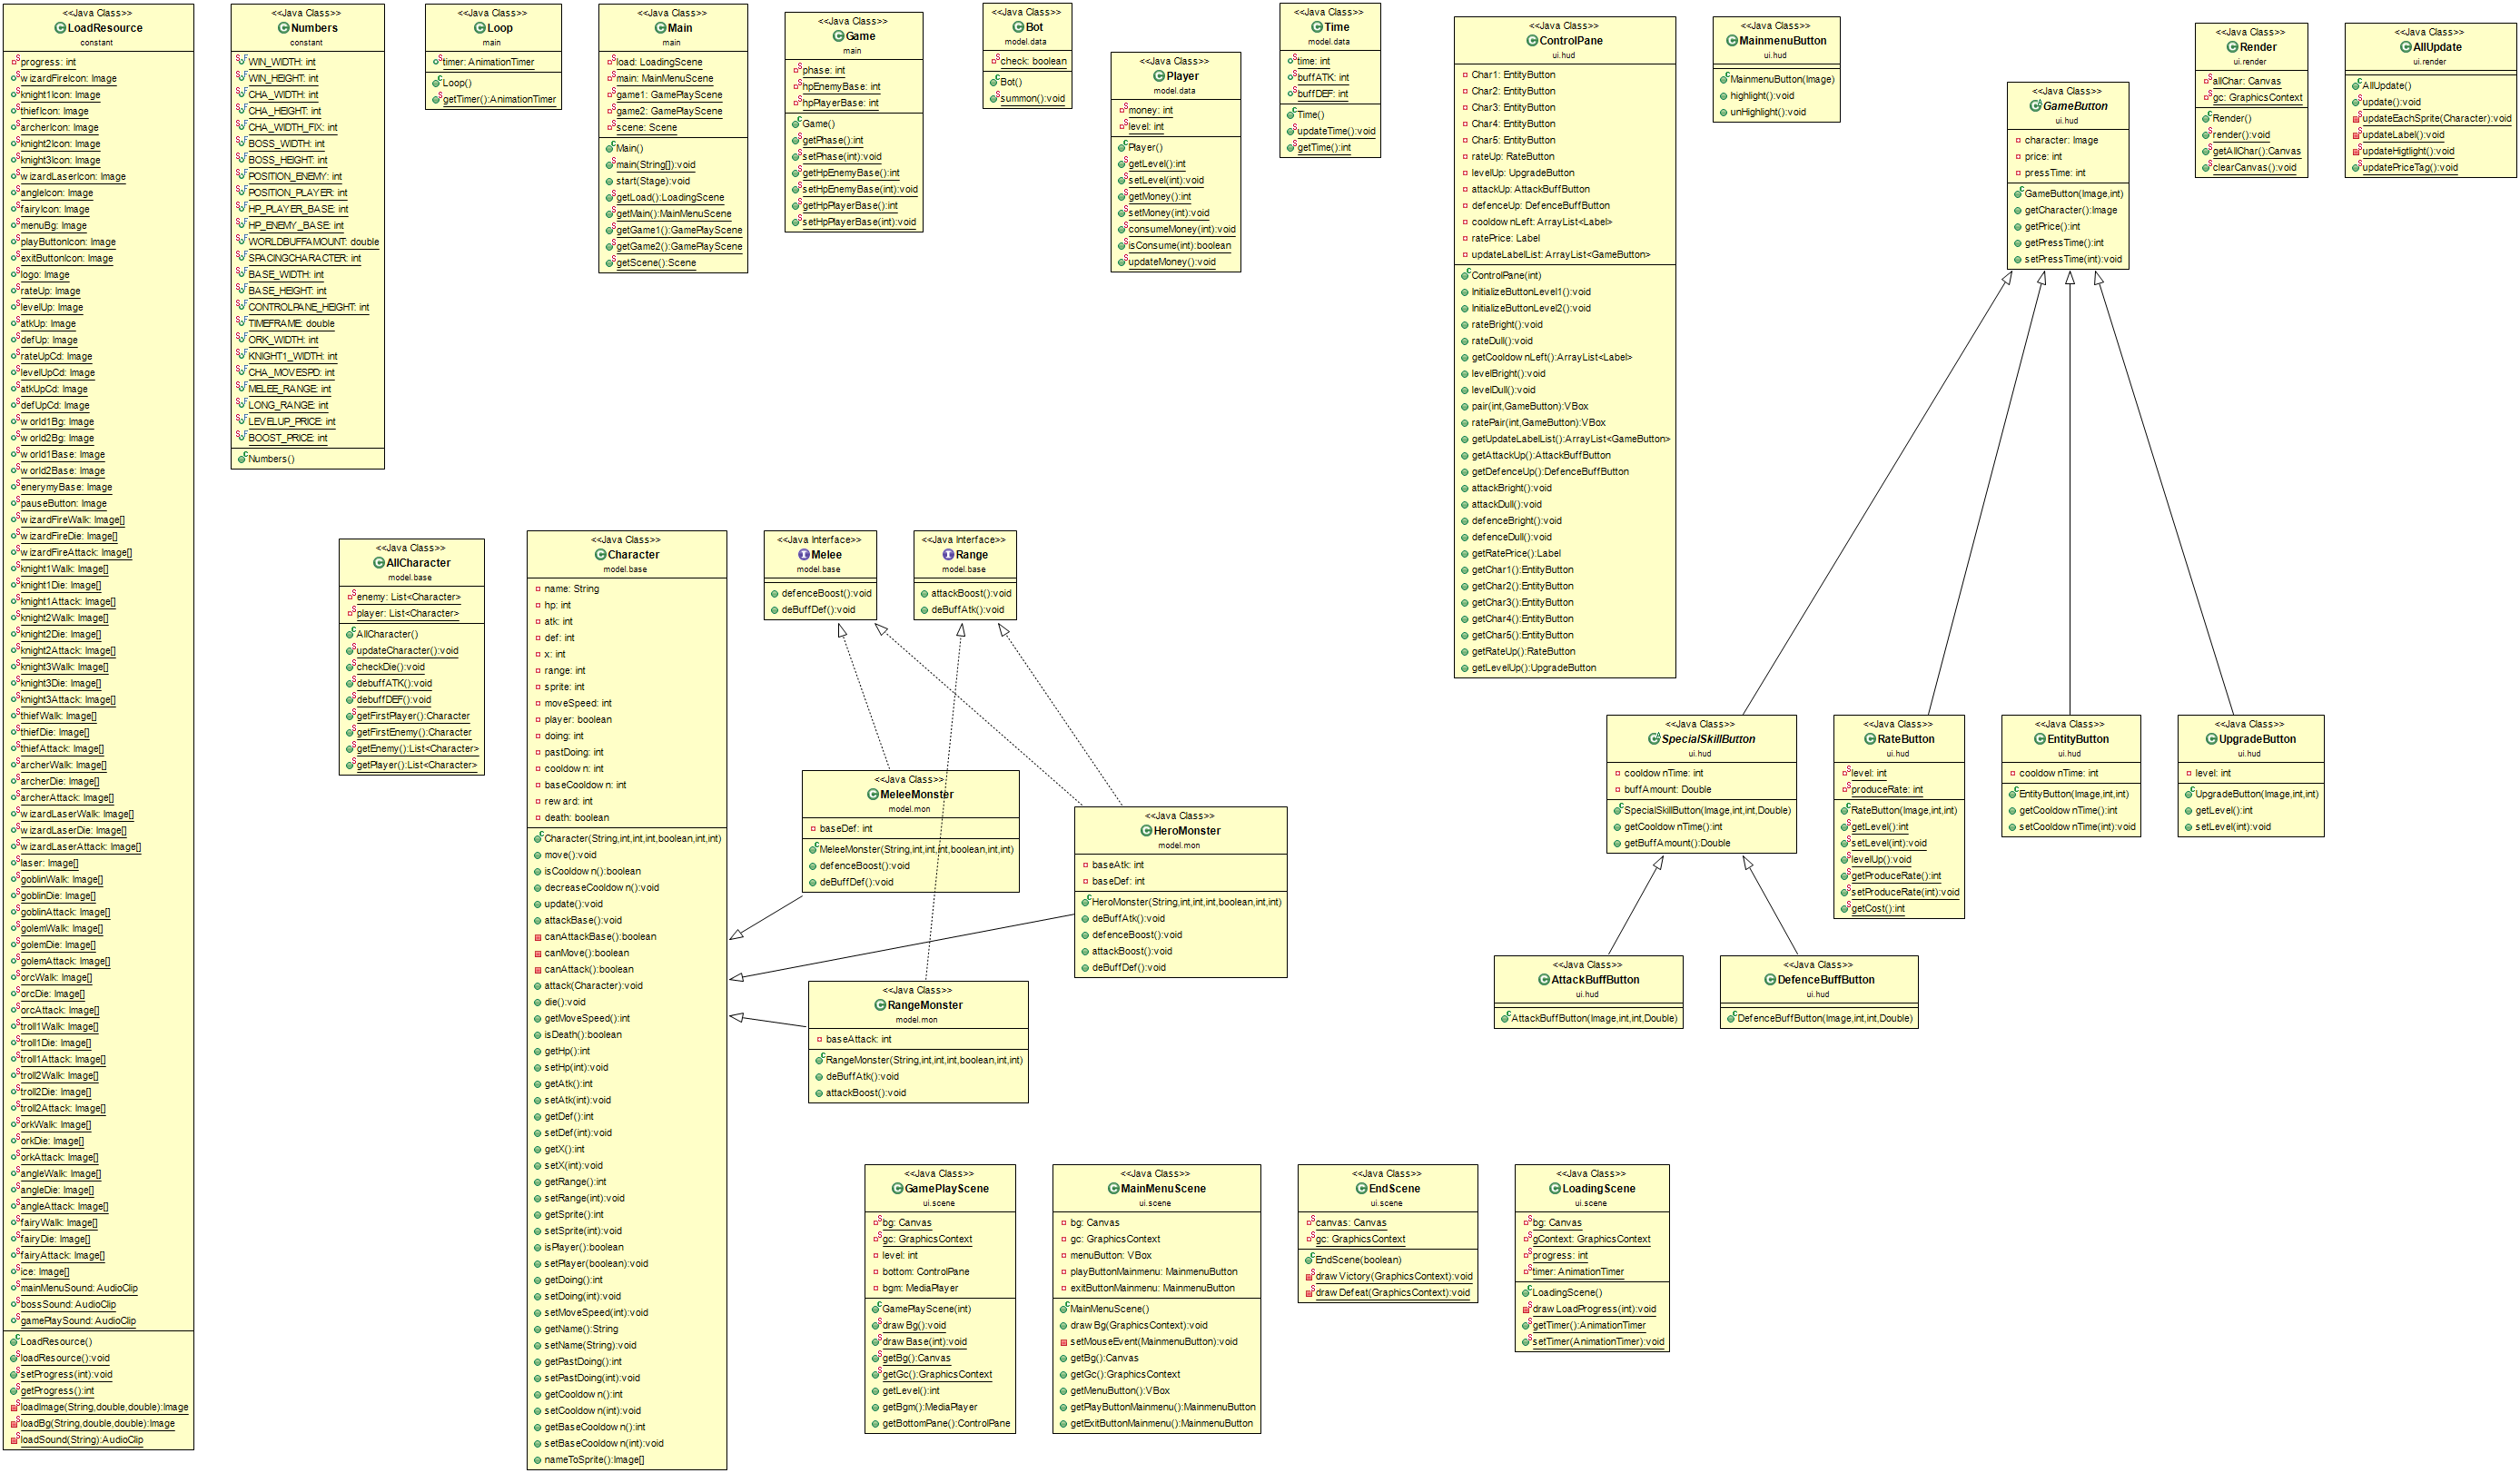 <<Java Class>>
LoadResource
constant
progress: int
wizardFireIcon: Image
knight1Icon: Image
thiefIcon: Image
archerIcon: Image
knight2Icon: Image
knight3Icon: Image
wizardLaserIcon: Image
angleIcon: Image
fairyIcon: Image
menuBg: Image
playButtonIcon: Image
exitButtonIcon: Image
logo: Image
rateUp: Image
levelUp: Image
atkUp: Image
defUp: Image
rateUpCd: Image
levelUpCd: Image
atkUpCd: Image
defUpCd: Image
world1Bg: Image
world2Bg: Image
world1Base: Image
world2Base: Image
enerymyBase: Image
pauseButton: Image
wizardFireWalk: Image[]
wizardFireDie: Image[]
wizardFireAttack: Image[]
knight1Walk: Image[]
knight1Die: Image[]
knight1Attack: Image[]
knight2Walk: Image[]
knight2Die: Image[]
knight2Attack: Image[]
knight3Walk: Image[]
knight3Die: Image[]
knight3Attack: Image[]
thiefWalk: Image[]
thiefDie: Image[]
thiefAttack: Image[]
archerWalk: Image[]
archerDie: Image[]
archerAttack: Image[]
wizardLaserWalk: Image[]
wizardLaserDie: Image[]
wizardLaserAttack: Image[]
laser: Image[]
goblinWalk: Image[]
goblinDie: Image[]
goblinAttack: Image[]
golemWalk: Image[]
golemDie: Image[]
golemAttack: Image[]
orcWalk: Image[]
orcDie: Image[]
orcAttack: Image[]
troll1Walk: Image[]
troll1Die: Image[]
troll1Attack: Image[]
troll2Walk: Image[]
troll2Die: Image[]
troll2Attack: Image[]
orkWalk: Image[]
orkDie: Image[]
orkAttack: Image[]
angleWalk: Image[]
angleDie: Image[]
angleAttack: Image[]
fairyWalk: Image[]
fairyDie: Image[]
fairyAttack: Image[]
ice: Image[]
mainMenuSound: AudioClip
bossSound: AudioClip
gamePlaySound: AudioClip
LoadResource()
loadResource():void
setProgress(int):void
getProgress():int
loadImage(String,double,double):Image
loadBg(String,double,double):Image
loadSound(String):AudioClip
<<Java Class>>
Numbers
constant
WIN_WIDTH: int
WIN_HEIGHT: int
CHA_WIDTH: int
CHA_HEIGHT: int
CHA_WIDTH_FIX: int
BOSS_WIDTH: int
BOSS_HEIGHT: int
POSITION_ENEMY: int
POSITION_PLAYER: int
HP_PLAYER_BASE: int
HP_ENEMY_BASE: int
WORLDBUFFAMOUNT: double
SPACINGCHARACTER: int
BASE_WIDTH: int
BASE_HEIGHT: int
CONTROLPANE_HEIGHT: int
TIMEFRAME: double
ORK_WIDTH: int
KNIGHT1_WIDTH: int
CHA_MOVESPD: int
MELEE_RANGE: int
LONG_RANGE: int
LEVELUP_PRICE: int
BOOST_PRICE: int
Numbers()
<<Java Class>>
Loop
main
timer: AnimationTimer
Loop()
getTimer():AnimationTimer
<<Java Class>>
Main
main
load: LoadingScene
main: MainMenuScene
game1: GamePlayScene
game2: GamePlayScene
scene: Scene
Main()
main(String[]):void
start(Stage):void
getLoad():LoadingScene
getMain():MainMenuScene
getGame1():GamePlayScene
getGame2():GamePlayScene
getScene():Scene
<<Java Class>>
Game
main
phase: int
hpEnemyBase: int
hpPlayerBase: int
Game()
getPhase():int
setPhase(int):void
getHpEnemyBase():int
setHpEnemyBase(int):void
getHpPlayerBase():int
setHpPlayerBase(int):void
<<Java Class>>
Bot
model.data
check: boolean
Bot()
summon():void
<<Java Class>>
Player
model.data
money: int
level: int
Player()
getLevel():int
setLevel(int):void
getMoney():int
setMoney(int):void
consumeMoney(int):void
isConsume(int):boolean
updateMoney():void
<<Java Class>>
Time
model.data
time: int
buffATK: int
buffDEF: int
Time()
updateTime():void
getTime():int
<<Java Class>>
ControlPane
ui.hud
Char1: EntityButton
Char2: EntityButton
Char3: EntityButton
Char4: EntityButton
Char5: EntityButton
rateUp: RateButton
levelUp: UpgradeButton
attackUp: AttackBuffButton
defenceUp: DefenceBuffButton
cooldownLeft: ArrayList<Label>
ratePrice: Label
updateLabelList: ArrayList<GameButton>
ControlPane(int)
InitializeButtonLevel1():void
InitializeButtonLevel2():void
rateBright():void
rateDull():void
getCooldownLeft():ArrayList<Label>
levelBright():void
levelDull():void
pair(int,GameButton):VBox
ratePair(int,GameButton):VBox
getUpdateLabelList():ArrayList<GameButton>
getAttackUp():AttackBuffButton
getDefenceUp():DefenceBuffButton
attackBright():void
attackDull():void
defenceBright():void
defenceDull():void
getRatePrice():Label
getChar1():EntityButton
getChar2():EntityButton
getChar3():EntityButton
getChar4():EntityButton
getChar5():EntityButton
getRateUp():RateButton
getLevelUp():UpgradeButton
<<Java Class>>
MainmenuButton
ui.hud
MainmenuButton(Image)
highlight():void
unHighlight():void
<<Java Class>>
GameButton
ui.hud
character: Image
price: int
pressTime: int
GameButton(Image,int)
getCharacter():Image
getPrice():int
getPressTime():int
setPressTime(int):void
<<Java Class>>
Render
ui.render
allChar: Canvas
gc: GraphicsContext
Render()
render():void
getAllChar():Canvas
clearCanvas():void
<<Java Class>>
AllUpdate
ui.render
AllUpdate()
update():void
updateEachSprite(Character):void
updateLabel():void
updateHigtlight():void
updatePriceTag():void
<<Java Class>>
AllCharacter
model.base
enemy: List<Character>
player: List<Character>
AllCharacter()
updateCharacter():void
checkDie():void
debuffATK():void
debuffDEF():void
getFirstPlayer():Character
getFirstEnemy():Character
getEnemy():List<Character>
getPlayer():List<Character>
<<Java Class>>
Character
model.base
name: String
hp: int
atk: int
def: int
x: int
range: int
sprite: int
moveSpeed: int
player: boolean
doing: int
pastDoing: int
cooldown: int
baseCooldown: int
reward: int
death: boolean
Character(String,int,int,int,boolean,int,int)
move():void
isCooldown():boolean
decreaseCooldown():void
update():void
attackBase():void
canAttackBase():boolean
canMove():boolean
canAttack():boolean
attack(Character):void
die():void
getMoveSpeed():int
isDeath():boolean
getHp():int
setHp(int):void
getAtk():int
setAtk(int):void
getDef():int
setDef(int):void
getX():int
setX(int):void
getRange():int
setRange(int):void
getSprite():int
setSprite(int):void
isPlayer():boolean
setPlayer(boolean):void
getDoing():int
setDoing(int):void
setMoveSpeed(int):void
getName():String
setName(String):void
getPastDoing():int
setPastDoing(int):void
getCooldown():int
setCooldown(int):void
getBaseCooldown():int
setBaseCooldown(int):void
nameToSprite():Image[]
<<Java Interface>>
Melee
model.base
defenceBoost():void
deBuffDef():void
<<Java Interface>>
Range
model.base
attackBoost():void
deBuffAtk():void
<<Java Class>>
MeleeMonster
model.mon
baseDef: int
MeleeMonster(String,int,int,int,boolean,int,int)
defenceBoost():void
deBuffDef():void
<<Java Class>>
HeroMonster
model.mon
baseAtk: int
baseDef: int
HeroMonster(String,int,int,int,boolean,int,int)
deBuffAtk():void
defenceBoost():void
attackBoost():void
deBuffDef():void
<<Java Class>>
RangeMonster
model.mon
baseAttack: int
RangeMonster(String,int,int,int,boolean,int,int)
deBuffAtk():void
attackBoost():void
<<Java Class>>
SpecialSkillButton
ui.hud
cooldownTime: int
buffAmount: Double
SpecialSkillButton(Image,int,int,Double)
getCooldownTime():int
getBuffAmount():Double
<<Java Class>>
RateButton
ui.hud
level: int
produceRate: int
RateButton(Image,int,int)
getLevel():int
setLevel(int):void
levelUp():void
getProduceRate():int
setProduceRate(int):void
getCost():int
<<Java Class>>
EntityButton
ui.hud
cooldownTime: int
EntityButton(Image,int,int)
getCooldownTime():int
setCooldownTime(int):void
<<Java Class>>
UpgradeButton
ui.hud
level: int
UpgradeButton(Image,int,int)
getLevel():int
setLevel(int):void
<<Java Class>>
AttackBuffButton
ui.hud
AttackBuffButton(Image,int,int,Double)
<<Java Class>>
DefenceBuffButton
ui.hud
DefenceBuffButton(Image,int,int,Double)
<<Java Class>>
GamePlayScene
ui.scene
bg: Canvas
gc: GraphicsContext
level: int
bottom: ControlPane
bgm: MediaPlayer
GamePlayScene(int)
drawBg():void
drawBase(int):void
getBg():Canvas
getGc():GraphicsContext
getLevel():int
getBgm():MediaPlayer
getBottomPane():ControlPane
<<Java Class>>
MainMenuScene
ui.scene
bg: Canvas
gc: GraphicsContext
menuButton: VBox
playButtonMainmenu: MainmenuButton
exitButtonMainmenu: MainmenuButton
MainMenuScene()
drawBg(GraphicsContext):void
setMouseEvent(MainmenuButton):void
getBg():Canvas
getGc():GraphicsContext
getMenuButton():VBox
getPlayButtonMainmenu():MainmenuButton
getExitButtonMainmenu():MainmenuButton
<<Java Class>>
EndScene
ui.scene
canvas: Canvas
gc: GraphicsContext
EndScene(boolean)
drawVictory(GraphicsContext):void
drawDefeat(GraphicsContext):void
<<Java Class>>
LoadingScene
ui.scene
bg: Canvas
gContext: GraphicsContext
progress: int
timer: AnimationTimer
LoadingScene()
drawLoadProgress(int):void
getTimer():AnimationTimer
setTimer(AnimationTimer):void